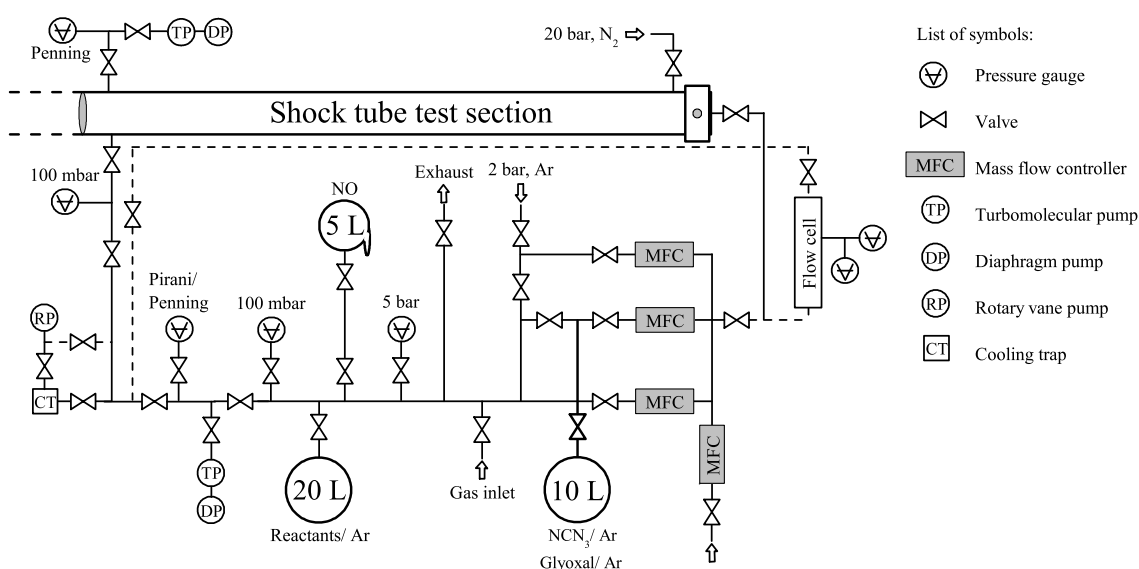 TP
DP
Penning
20 bar, N2
List of symbols:
Pressure gauge
Shock tube test section
Valve
100 mbar
Exhaust
2 bar, Ar
MFC
Mass flow controller
NO
5 L
TP
Turbomolecular pump
Flow cell
MFC
DP
Diaphragm pump
Pirani/
Penning
100 mbar
5 bar
RP
Rotary vane pump
RP
MFC
CT
Cooling trap
CT
MFC
MFC
TP
DP
20 L
Gas inlet
10 L
Reactants/ Ar
NCN3/ Ar
Glyoxal/ Ar